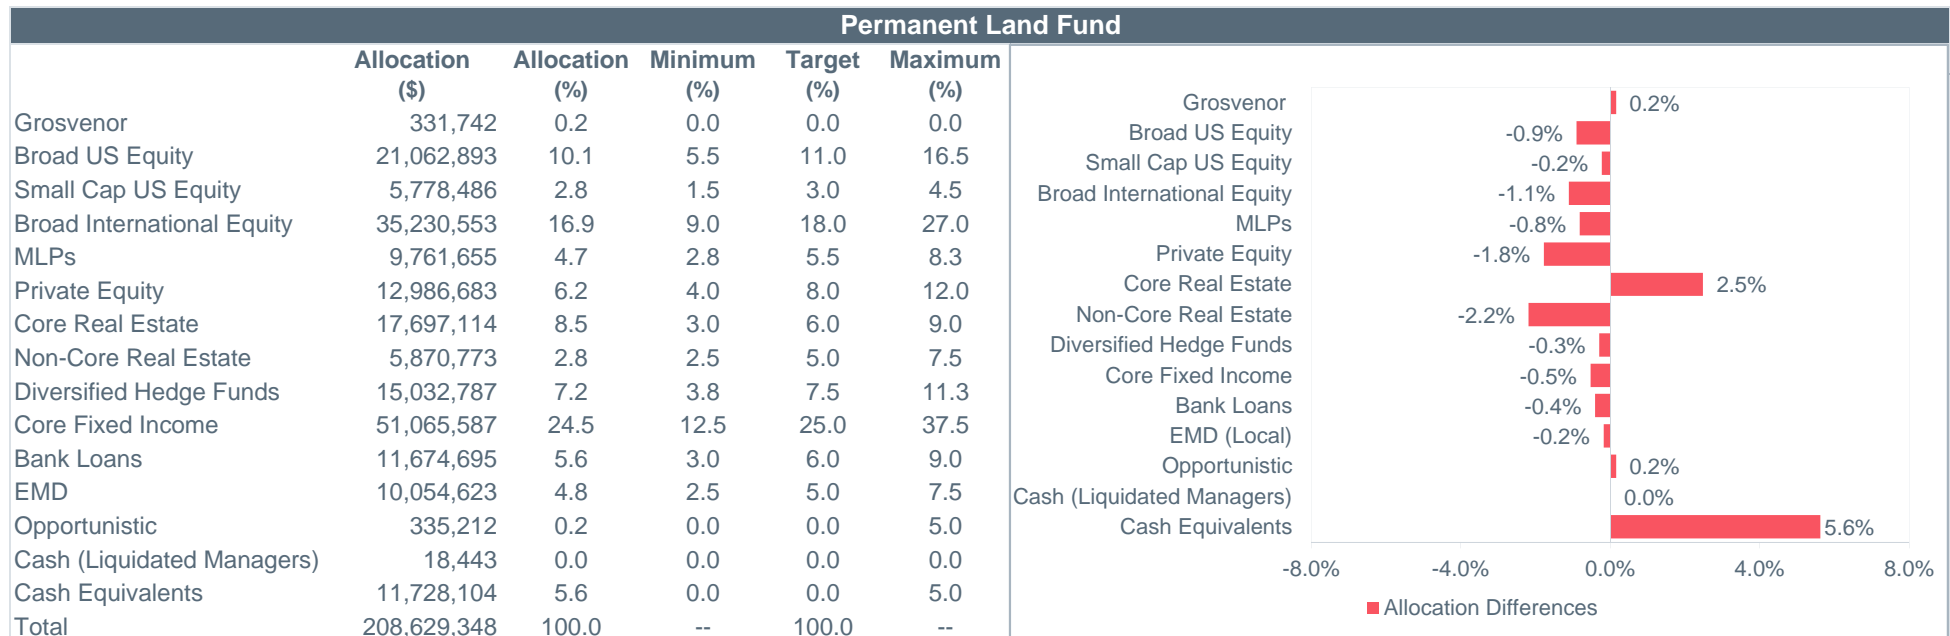 Permanent Land Fund
Allocation Allocation Minimum Target Maximum
($) (%) (%) (%) (%)
Grosvenor 331,742 0.2 0.0 0.0 0.0
Broad US Equity 21,062,893 10.1 5.5 11.0 16.5
Small Cap US Equity 5,778,486 2.8 1.5 3.0 4.5
Broad International Equity 35,230,553 16.9 9.0 18.0 27.0
MLPs 9,761,655 4.7 2.8 5.5 8.3
Private Equity 12,986,683 6.2 4.0 8.0 12.0
Core Real Estate 17,697,114 8.5 3.0 6.0 9.0
Non-Core Real Estate 5,870,773 2.8 2.5 5.0 7.5
Diversified Hedge Funds 15,032,787 7.2 3.8 7.5 11.3
Core Fixed Income 51,065,587 24.5 12.5 25.0 37.5
Bank Loans 11,674,695 5.6 3.0 6.0 9.0
EMD 10,054,623 4.8 2.5 5.0 7.5
Opportunistic 335,212 0.2 0.0 0.0 5.0
Cash (Liquidated Managers) 18,443 0.0 0.0 0.0 0.0
Cash Equivalents 11,728,104 5.6 0.0 0.0 5.0
Total 208,629,348 100.0 -- 100.0 --
Grosvenor 0.2%
Broad US Equity -0.9%
Small Cap US Equity -0.2%
Broad International Equity -1.1%
MLPs -0.8%
Private Equity -1.8%
Core Real Estate 2.5%
Non-Core Real Estate -2.2%
Diversified Hedge Funds -0.3%
Core Fixed Income -0.5%
Bank Loans -0.4%
EMD (Local) -0.2%
Opportunistic 0.2%
Cash (Liquidated Managers) 0.0%
Cash Equivalents 5.6%
-8.0% -4.0% 0.0% 4.0% 8.0%
Allocation Differences